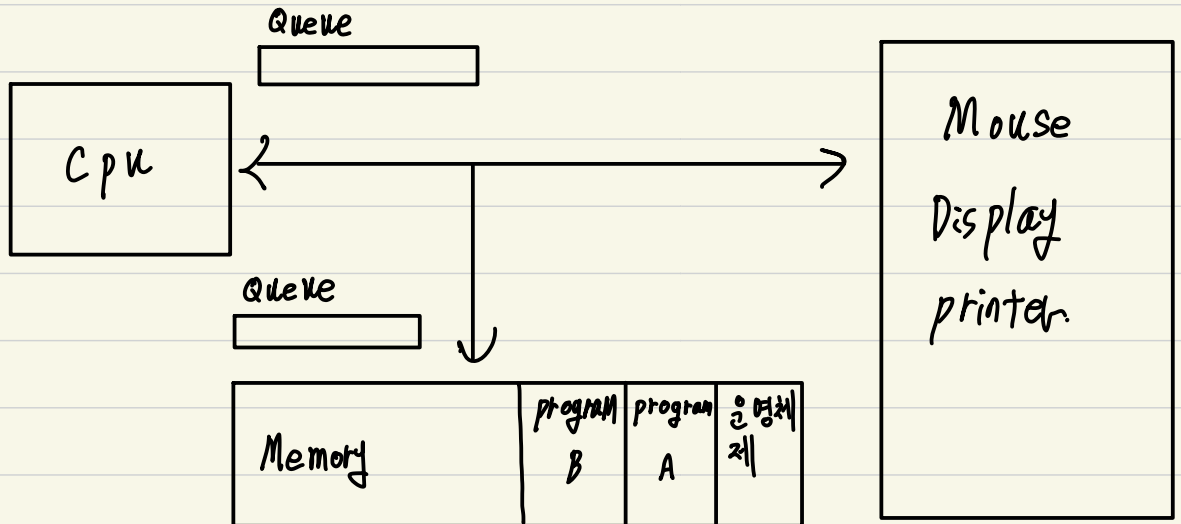 Queue
Cpu
Mouse
Display
printer.
Queue
Memory
program
B
program
A
운영체
제